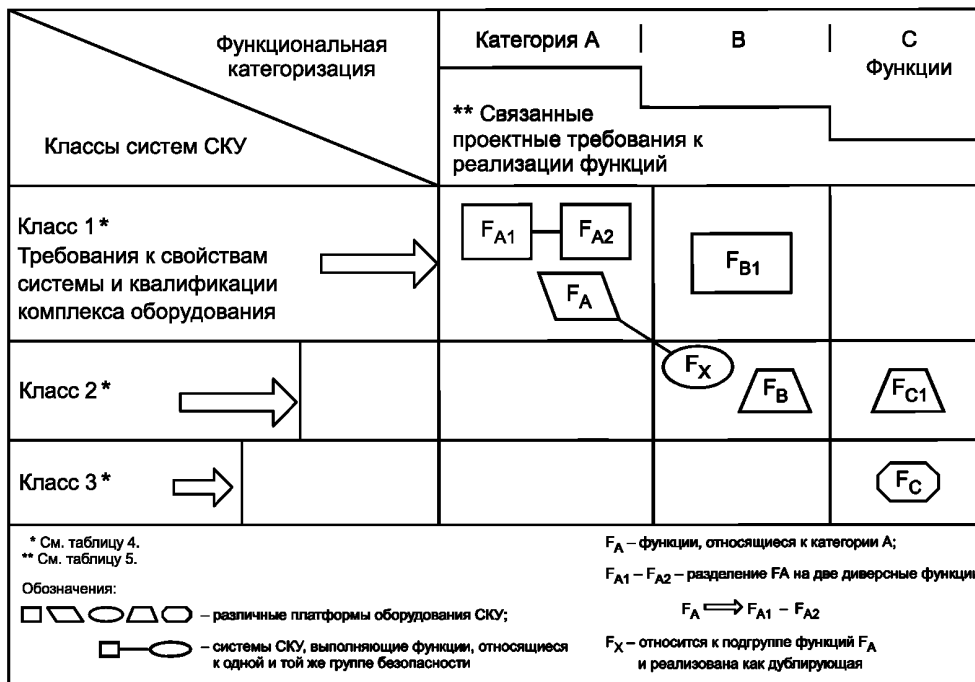 Функциональная
категоризация
Классы систем СКУ
Категория А
В
С
Функции
** Связанные
проектные требования к
реализации функций
Класс 1 *
Требования к свойствам
системы и квалификации
комплекса оборудования
FA1
FA2
FA
FB1
Класс 2 *
FX
FB
FC1
Класс 3 *
FC
* См. таблицу 4.
** См. таблицу 5.
Обозначения:
– различные платформы оборудования СКУ;
– системы СКУ, выполняющие функции, относящиеся
к одной и той же группе безопасности
FA – функции, относящиеся к категории А;
FA1 – FA2 – разделение FA на две диверсные функции
FA ⟹ FA1 – FA2
FX – относится к подгруппе функций FA
и реализована как дублирующая